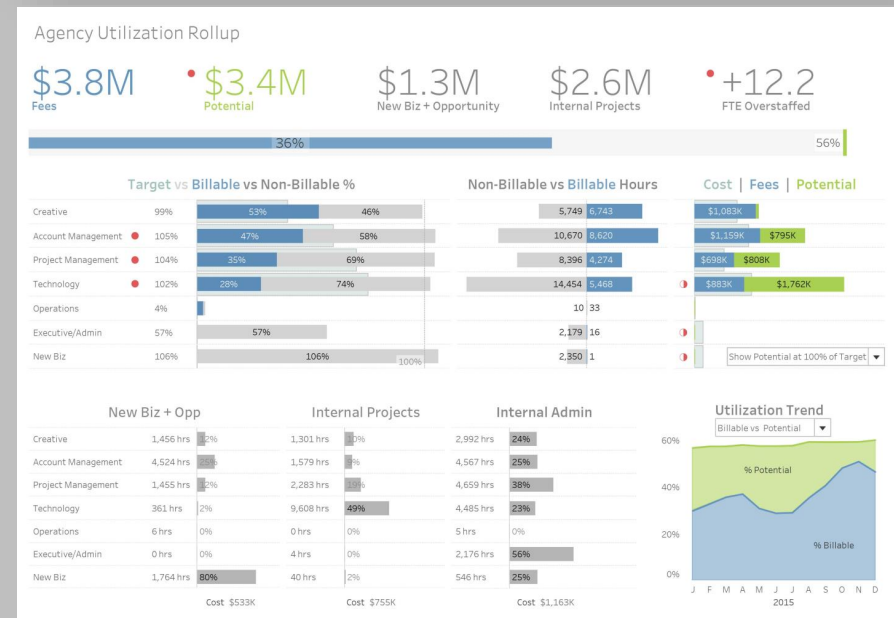 Agency Utilization Rollup
$3.8M $3.4M $1.3M $2.6M +12.2
Fees Potential New Biz + Opportunity Internal Projects FTE Overstaffed
36% 56%
Target vs Billable vs Non-Billable % Non-Billable vs Billable Hours Cost | Fees | Potential
Creative 99% 53% 46% 5,749 6,743 $1,083K
Account Management 105% 47% 58% 10,670 8,620 $1,159K $795K
Project Management 104% 35% 69% 8,396 4,274 $698K $808K
Technology 102% 28% 74% 14,454 5,468 $883K $1,762K
Operations 4% 10 33
Executive/Admin 57% 57% 2,179 16
New Biz 106% 106% 100% 2,350 1 Show Potential at 100% of Target
New Biz + Opp Internal Projects Internal Admin Utilization Trend
Billable vs Potential
Creative 1,456 hrs 12% 1,301 hrs 10% 2,992 hrs 24% 60%
Account Management 4,524 hrs 25% 1,579 hrs 9% 4,567 hrs 25% % Potential
Project Management 1,455 hrs 12% 2,283 hrs 19% 4,659 hrs 38% 40%
Technology 361 hrs 2% 9,608 hrs 49% 4,485 hrs 23%
Operations 6 hrs 0% 0 hrs 0% 5 hrs 0% 20%
Executive/Admin 0 hrs 0% 4 hrs 0% 2,176 hrs 56% % Billable
New Biz 1,764 hrs 80% 40 hrs 2% 546 hrs 25% 0%
J F M A M J J A S O N D
Cost $533K Cost $755K Cost $1,163K 2015